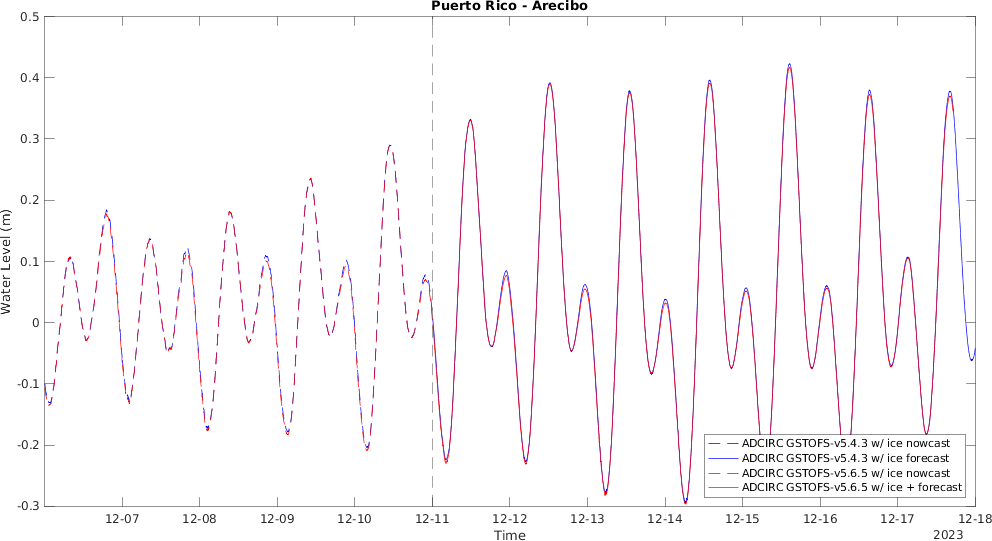 Puerto Rico - Arecibo
0.5
0.4
0.3
0.2
0.1
0
-0.1
-0.2
-0.3
Water Level (m)
12-07 12-08 12-09 12-10 12-11 12-12 12-13 12-14 12-15 12-16 12-17 12-18
Time
2023
ADCIRC GSTOFS-v5.4.3 w/ ice nowcast
ADCIRC GSTOFS-v5.4.3 w/ ice forecast
ADCIRC GSTOFS-v5.6.5 w/ ice nowcast
ADCIRC GSTOFS-v5.6.5 w/ ice + forecast